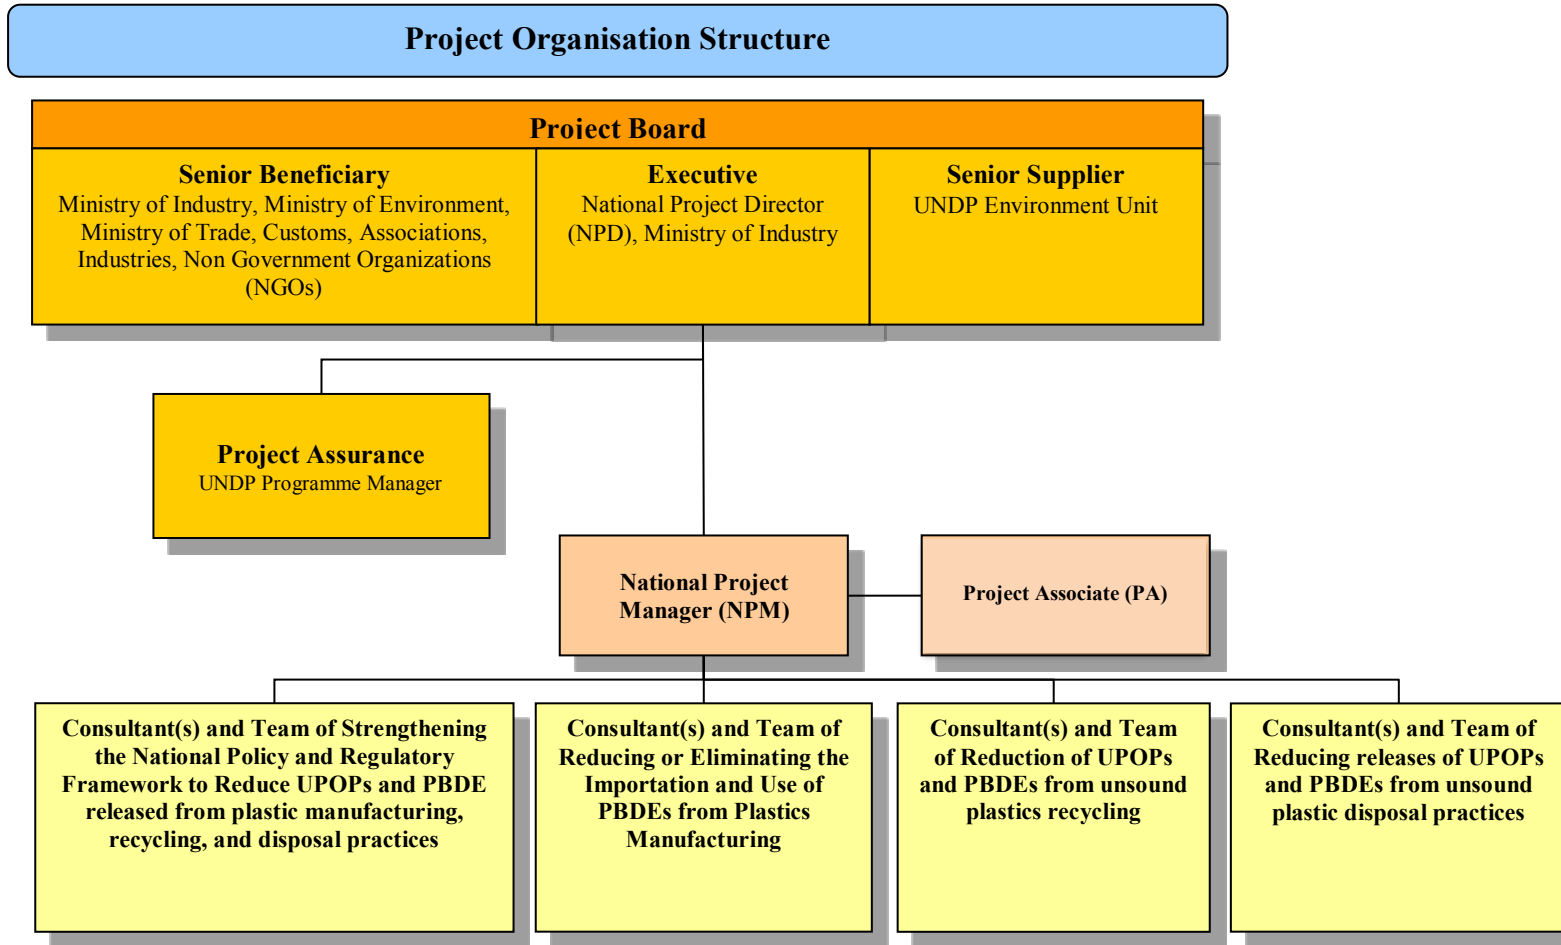 Project Organisation Structure
Project Board
Senior Beneficiary
Ministry of Industry, Ministry of Environment,
Ministry of Trade, Customs, Associations,
Industries, Non Government Organizations
(NGOs)
Executive
National Project Director
(NPD), Ministry of Industry
Senior Supplier
UNDP Environment Unit
Project Assurance
UNDP Programme Manager
National Project
Manager (NPM)
Project Associate (PA)
Consultant(s) and Team of Strengthening
the National Policy and Regulatory
Framework to Reduce UPOPs and PBDE
released from plastic manufacturing,
recycling, and disposal practices
Consultant(s) and Team of
Reducing or Eliminating the
Importation and Use of
PBDEs from Plastics
Manufacturing
Consultant(s) and Team
of Reduction of UPOPs
and PBDEs from unsound
plastics recycling
Consultant(s) and Team of
Reducing releases of UPOPs
and PBDEs from unsound
plastic disposal practices